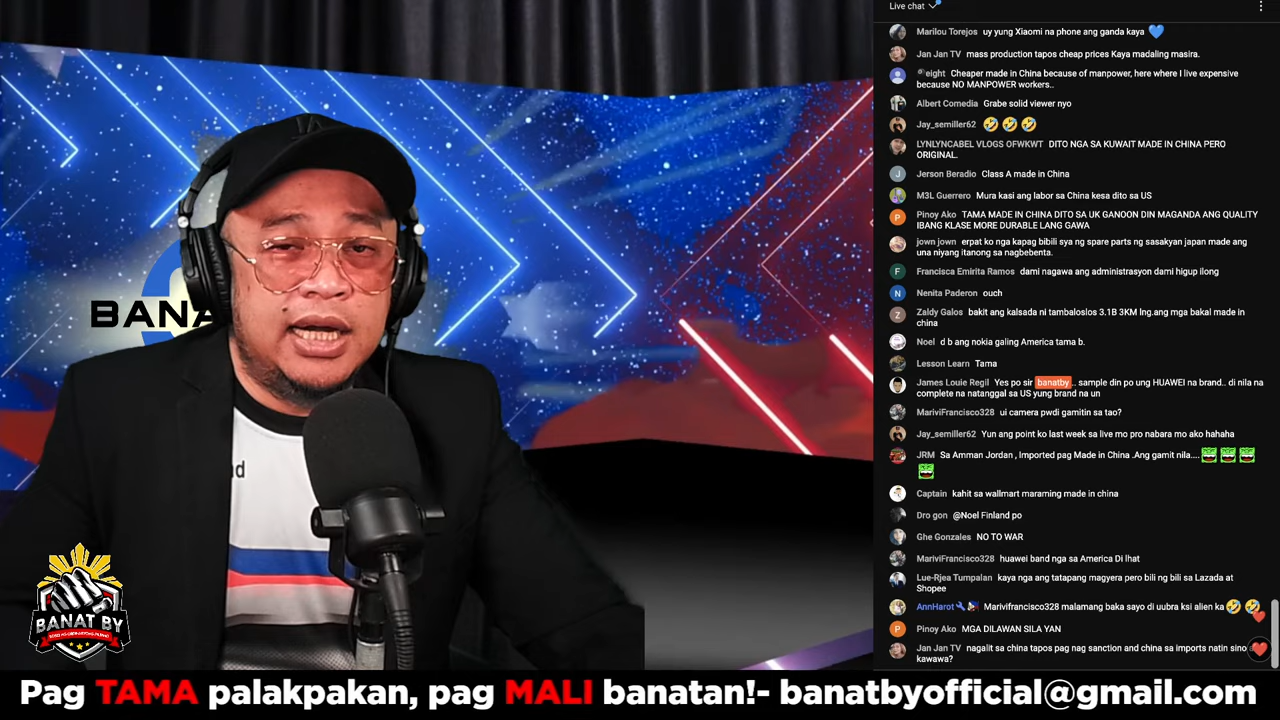 Live chat
Marilou Torejos uy yung Xiaomi na phone ang ganda kaya 💙
Jan Jan TV mass production tapos cheap prices Kaya madaling masira.
eight Cheaper made in China because of manpower, here where I live expensive
because NO MANPOWER workers..
Albert Comedia Grabe solid viewer nyo
Jay_semiller62 🤣 🤣 🤣
LYNLYNCABEL VLOGS OFWKWT DITO NGA SA KUWAIT MADE IN CHINA PERO
ORIGINAL.
J
Jerson Beradio Class A made in China
M3L Guerrero Mura kasi ang labor sa China kesa dito sa US
P
Pinoy Ako TAMA MADE IN CHINA DITO SA UK GANOON DIN MAGANDA ANG QUALITY
IBANG KLASE MORE DURABLE LANG GAWA
jown jown erpat ko nga kapag bibili sya ng spare parts ng sasakyan japan made ang
una niyang itanong sa nagbebenta.
F
Francisca Emirita Ramos dami nagawa ang administrasyon dami higup ilong
N
Nenita Paderon ouch
Z
Zaldy Galos bakit ang kalsada ni tambaloslos 3.1B 3KM lng.ang mga bakal made in
china
Noel d b ang nokia galing America tama b.
Lesson Learn Tama
James Louie Regil Yes po sir banatby.. sample din po ung HUAWEI na brand.. di nila na
complete na natanggal sa US yung brand na un
MariviFrancisco328 ui camera pwdi gamitin sa tao?
Jay_semiller62 Yun ang point ko last week sa live mo pro nabara mo ako hahaha
JRM Sa Amman Jordan , Imported pag Made in China .Ang gamit nila....
Captain kahit sa wallmart maraming made in china
Dro gon @Noel Finland po
Ghe Gonzales NO TO WAR
MariviFrancisco328 huawei band nga sa America Di lhat
Lue-Rjea Tumpalan kaya nga ang tatapang magyera pero bili ng bili sa Lazada at
Shopee
AnnHarot Marivifrancisco328 malamang baka sayo di uubra ksi alien ka 🤣 🤣
P
Pinoy Ako MGA DILAWAN SILA YAN
Jan Jan TV nagalit sa china tapos pag nag sanction and china sa imports natin sino
kawawa?
BANA
nd
BANAT BY
Pag TAMA palakpakan, pag MALI banatan!- banatbyofficial@gmail.com